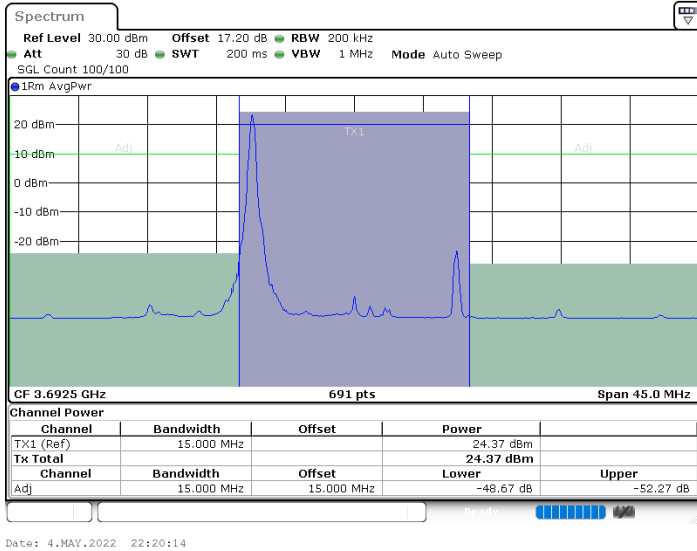 Spectrum
Ref Level 30.00 dBm Offset 17.20 dB RBW 200 kHz
Att 30 dB SWT 200 ms VBW 1 MHz Mode Auto Sweep
SGL Count 100/100
1Rm AvgPwr
20 dBm
TX1
Adj Adj
10 dBm
0 dBm
-10 dBm
-20 dBm
CF 3.6925 GHz 691 pts Span 45.0 MHz
Channel Power
Channel Bandwidth Offset Power
TX1 (Ref) 15.000 MHz 24.37 dBm
Tx Total 24.37 dBm
Channel Bandwidth Offset Lower Upper
Adj 15.000 MHz 15.000 MHz -48.67 dB -52.27 dB
Ready
Date: 4.MAY.2022 22:20:14